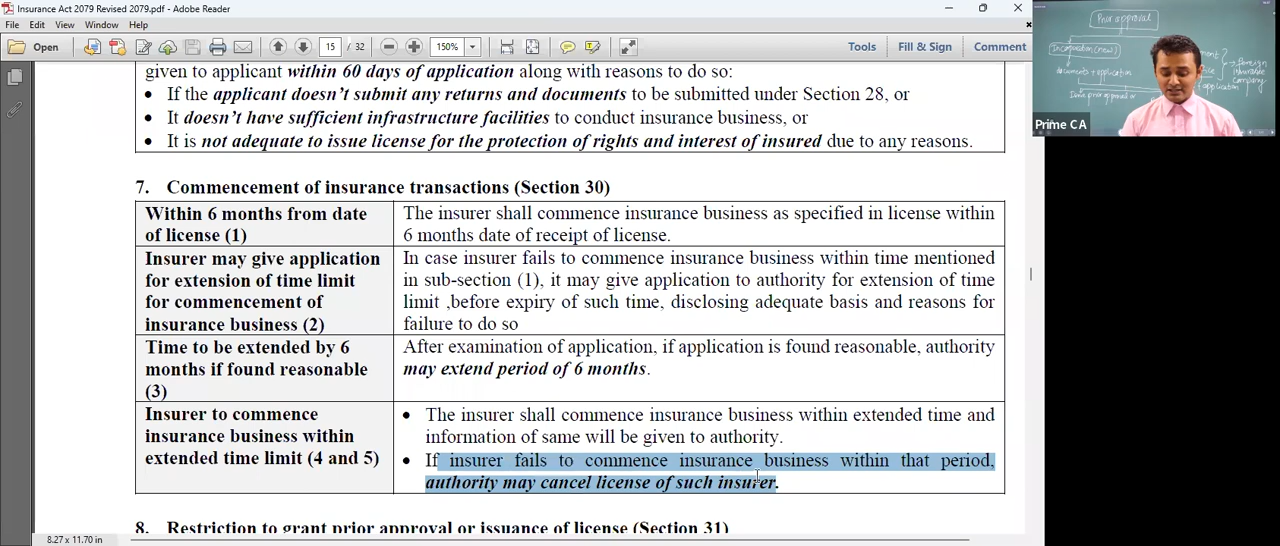 Insurance Act 2079 Revised 2079.pdf - Adobe Reader
File Edit View Window Help
Open 15 / 32 150% Tools Fill & Sign Comment
given to applicant within 60 days of application along with reasons to do so:
• If the applicant doesn't submit any returns and documents to be submitted under Section 28, or
• It doesn't have sufficient infrastructure facilities to conduct insurance business, or
• It is not adequate to issue license for the protection of rights and interest of insured due to any reasons.
7. Commencement of insurance transactions (Section 30)
Within 6 months from date
of license (1)
The insurer shall commence insurance business as specified in license within
6 months date of receipt of license.
Insurer may give application
for extension of time limit
for commencement of
insurance business (2)
In case insurer fails to commence insurance business within time mentioned
in sub-section (1), it may give application to authority for extension of time
limit ,before expiry of such time, disclosing adequate basis and reasons for
failure to do so
Time to be extended by 6
months if found reasonable
(3)
After examination of application, if application is found reasonable, authority
may extend period of 6 months.
Insurer to commence
insurance business within
extended time limit (4 and 5)
• The insurer shall commence insurance business within extended time and
information of same will be given to authority.
• If insurer fails to commence insurance business within that period,
authority may cancel license of such insurer.
8. Restriction to grant prior approval or issuance of license (Section 31)
8.27 x 11.70 in
Prior approval
Incorporation (new)
documents + application
Issue prior approval or
foreign
insurance
company
application
Prime CA